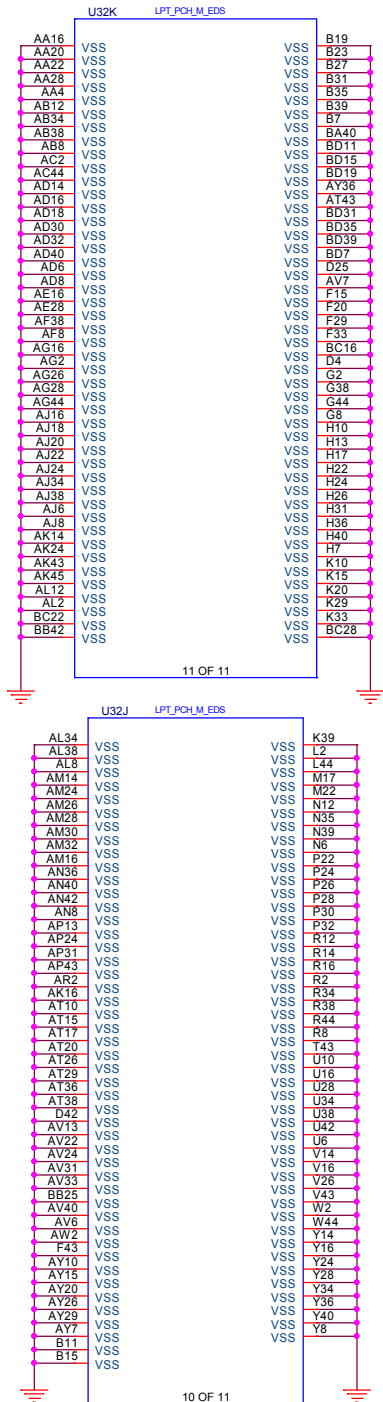 U32K LPT_PCH_M_EDS
AA16 VSS VSS B19
AA20 VSS VSS B23
AA22 VSS VSS B27
AA28 VSS VSS B31
AA4 VSS VSS B35
AB12 VSS VSS B39
AB34 VSS VSS B7
AB38 VSS VSS BA40
AB8 VSS VSS BD11
AC2 VSS VSS BD15
AC44 VSS VSS BD19
AD14 VSS VSS AY36
AD16 VSS VSS AT43
AD18 VSS VSS BD31
AD30 VSS VSS BD35
AD32 VSS VSS BD39
AD40 VSS VSS BD7
AD6 VSS VSS D25
AD8 VSS VSS AV7
AE16 VSS VSS F15
AE28 VSS VSS F20
AF38 VSS VSS F29
AF8 VSS VSS F33
AG16 VSS VSS BC16
AG2 VSS VSS D4
AG26 VSS VSS G2
AG28 VSS VSS G38
AG44 VSS VSS G44
AJ16 VSS VSS G8
AJ18 VSS VSS H10
AJ20 VSS VSS H13
AJ22 VSS VSS H17
AJ24 VSS VSS H22
AJ34 VSS VSS H24
AJ38 VSS VSS H26
AJ6 VSS VSS H31
AJ8 VSS VSS H36
AK14 VSS VSS H40
AK24 VSS VSS H7
AK43 VSS VSS K10
AK45 VSS VSS K15
AL12 VSS VSS K20
AL2 VSS VSS K29
BC22 VSS VSS K33
BB42 VSS VSS BC28
11 OF 11
U32J LPT_PCH_M_EDS
AL34 VSS VSS K39
AL38 VSS VSS L2
AL8 VSS VSS L44
AM14 VSS VSS M17
AM24 VSS VSS M22
AM26 VSS VSS N12
AM28 VSS VSS N35
AM30 VSS VSS N39
AM32 VSS VSS N6
AM16 VSS VSS P22
AN36 VSS VSS P24
AN40 VSS VSS P26
AN42 VSS VSS P28
AN8 VSS VSS P30
AP13 VSS VSS P32
AP24 VSS VSS R12
AP31 VSS VSS R14
AP43 VSS VSS R16
AR2 VSS VSS R2
AK16 VSS VSS R34
AT10 VSS VSS R38
AT15 VSS VSS R44
AT17 VSS VSS R8
AT20 VSS VSS T43
AT26 VSS VSS U10
AT29 VSS VSS U16
AT36 VSS VSS U28
AT38 VSS VSS U34
D42 VSS VSS U38
AV13 VSS VSS U42
AV22 VSS VSS U6
AV24 VSS VSS V14
AV31 VSS VSS V16
AV33 VSS VSS V26
BB25 VSS VSS V43
AV40 VSS VSS W2
AV6 VSS VSS W44
AW2 VSS VSS Y14
F43 VSS VSS Y16
AY10 VSS VSS Y24
AY15 VSS VSS Y28
AY20 VSS VSS Y34
AY26 VSS VSS Y36
AY29 VSS VSS Y40
AY7 VSS VSS Y8
B11 VSS
B15 VSS
10 OF 11